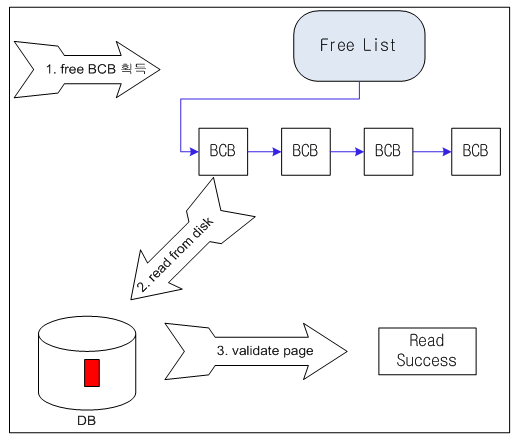 Free List
1. free BCB 획득
BCB
BCB
BCB
BCB
2. read from disk
3. validate page
Read
Success
DB